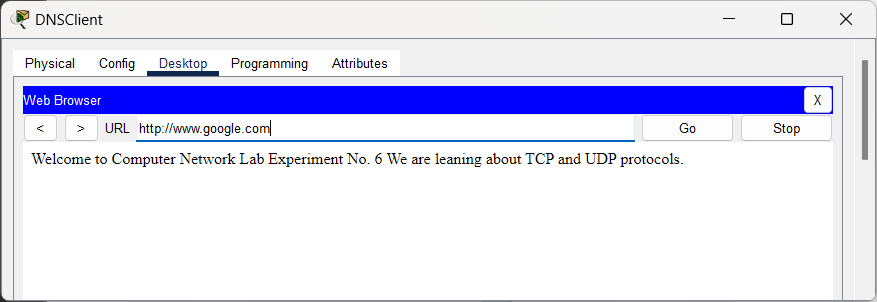 DNSClient
Physical Config Desktop Programming Attributes
Web Browser X
< > URL http://www.google.com Go Stop
Welcome to Computer Network Lab Experiment No. 6 We are leaning about TCP and UDP protocols.